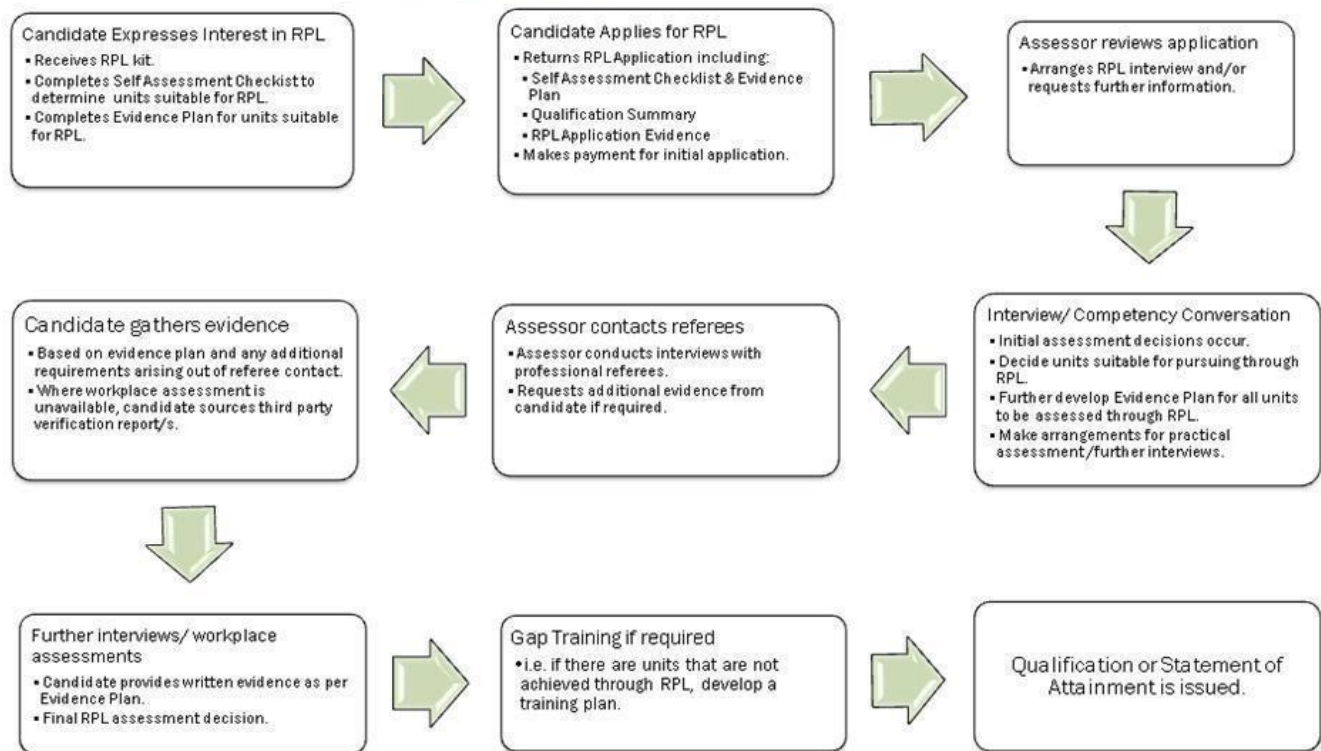 Candidate Expresses Interest in RPL
▪ Receives RPL kit.
▪ Completes Self Assessment Checkist to
determine units suitable for RPL.
▪ Completes Evidence Plan for units suitable
for RPL.
Candidate Applies for RPL
▪ Returns RPL Application including:
▪ Self Assessment Checklist & Evidence
Plan
▪ Qualification Summary
▪ RPL Application Evidence
▪ Makes payment for initial application.
Assessor reviews application
▪ Arranges RPL interview and/or
requests further information.
Interview/ Competency Conversation
▪ Initial assessment decisions occur.
▪ Decide units suitable for pursuing through
RPL.
▪ Further develop Evidence Plan for all units
to be assessed through RPL.
▪ Make arrangements for practical
assessment/further interviews.
Assessor contacts referees
▪ Assessor conducts interviews with
professional referees.
▪ Requests additional evidence from
candidate if required.
Candidate gathers evidence
▪ Based on evidence plan and any additional
requirements arising out of referee contact.
▪ Where workplace assessment is
unavailable, candidate sources third party
verification report/s.
Further interviews/ workplace
assessments
▪ Candidate provides written evidence as per
Evidence Plan.
▪ Final RPL assessment decision.
Gap Training if required
•i.e. if there are units that are not
achieved through RPL, develop a
training plan.
Qualification or Statement of
Attainment is issued.